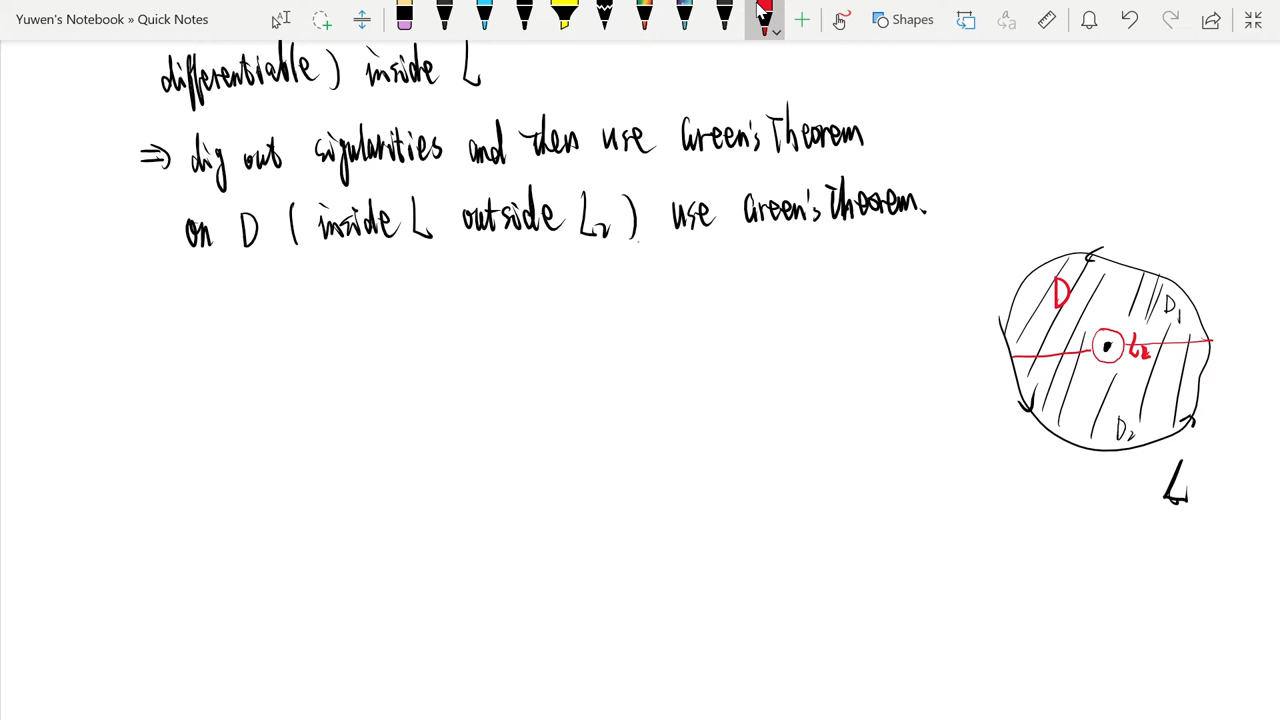 Yuwen's Notebook » Quick Notes
Shapes
differentiable) inside L
⇒ dig out sigularities and then use Green's Theorem
on D (inside L outside L₂) use Green's Theorem.
D
D₁
L₂
D₂
L